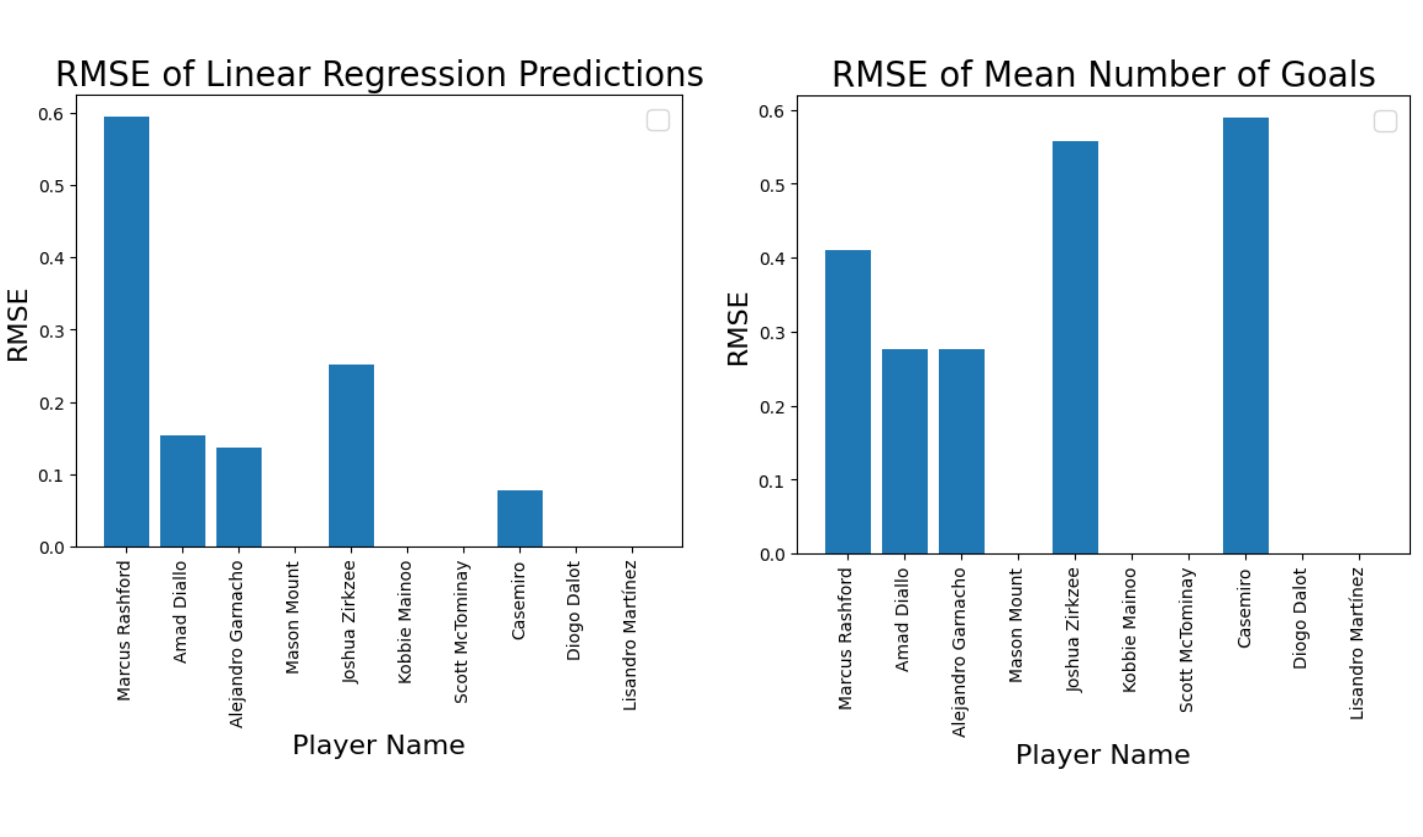 RMSE of Linear Regression Predictions
0.6
0.5
0.4
0.3
0.2
0.1
0.0
RMSE
Marcus Rashford
Amad Diallo
Alejandro Garnacho
Mason Mount
Joshua Zirkzee
Kobbie Mainoo
Scott McTominay
Casemiro
Diogo Dalot
Lisandro Martínez
Player Name
RMSE of Mean Number of Goals
0.6
0.5
0.4
0.3
0.2
0.1
0.0
RMSE
Marcus Rashford
Amad Diallo
Alejandro Garnacho
Mason Mount
Joshua Zirkzee
Kobbie Mainoo
Scott McTominay
Casemiro
Diogo Dalot
Lisandro Martínez
Player Name